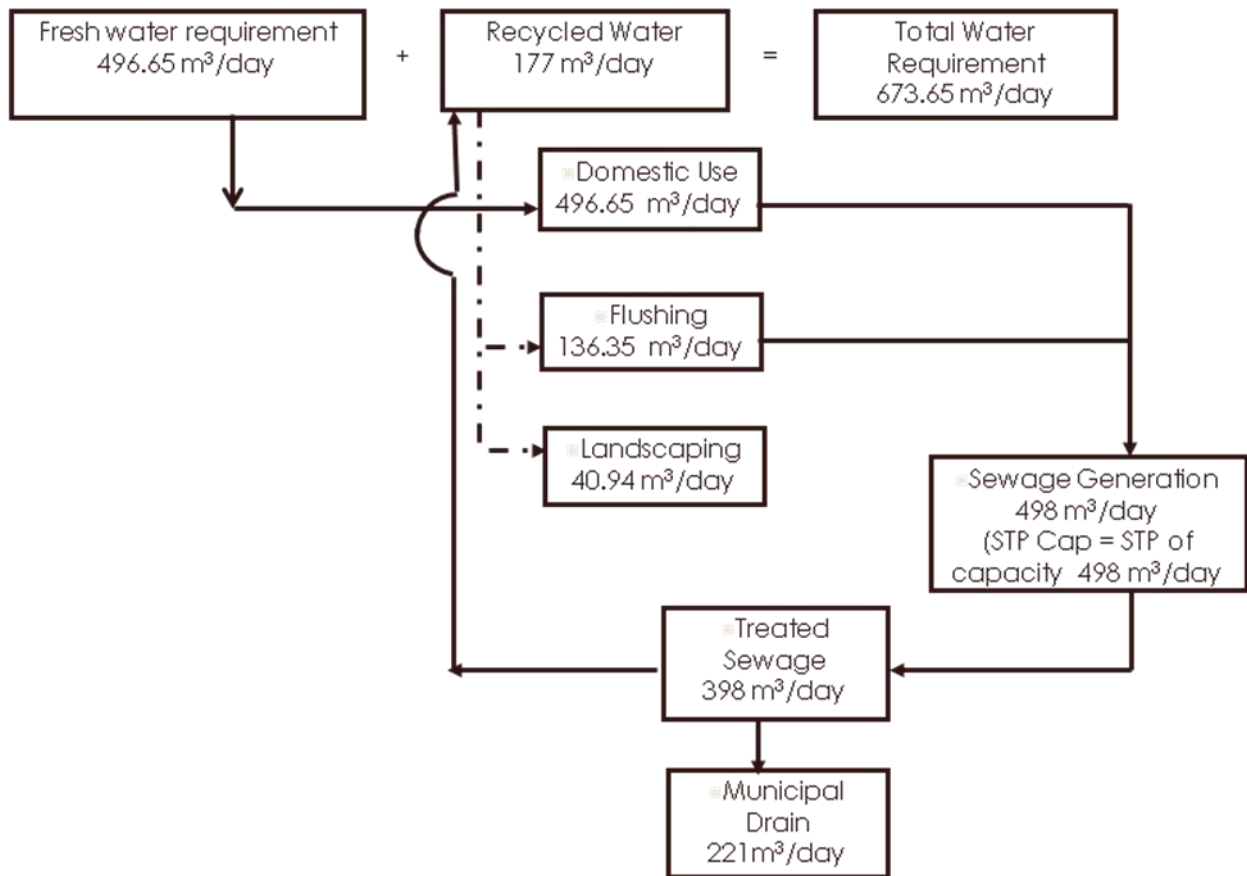 Fresh water requirement
496.65 m³/day
+
Recycled Water
177 m³/day
=
Total Water
Requirement
673.65 m³/day
Domestic Use
496.65 m³/day
Flushing
136.35 m³/day
Landscaping
40.94 m³/day
Sewage Generation
498 m³/day
(STP Cap = STP of
capacity 498 m³/day
Treated
Sewage
398 m³/day
Municipal
Drain
221m³/day